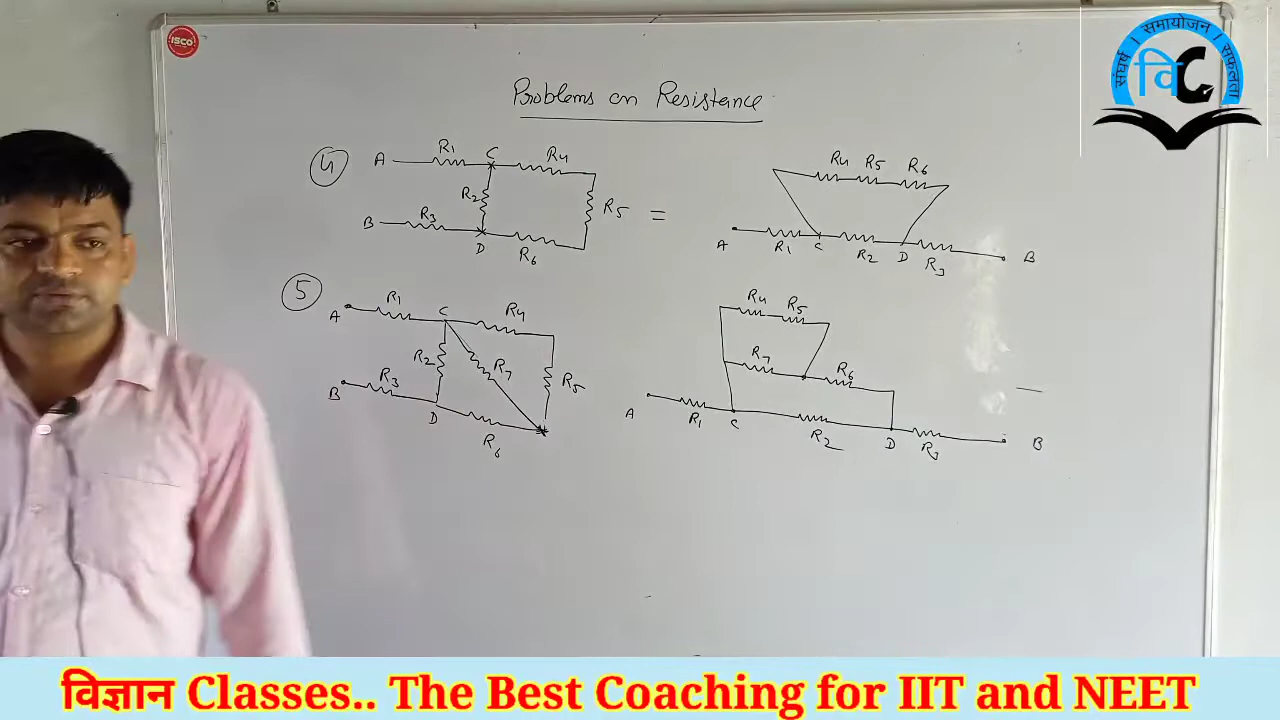 ISCO
संघर्ष । समायोजन । सफलता
वि C
Problems on Resistance
4 A R1 C R4
R2 R5
B R3 D R6
=
R4 R5 R6
A R1 C R2 D R3 B
5 A R1 C R4
R2 R7 R5
B R3 D R6
R4 R5
R7 R6
A R1 C R2 D R3 B
विज्ञान Classes.. The Best Coaching for IIT and NEET